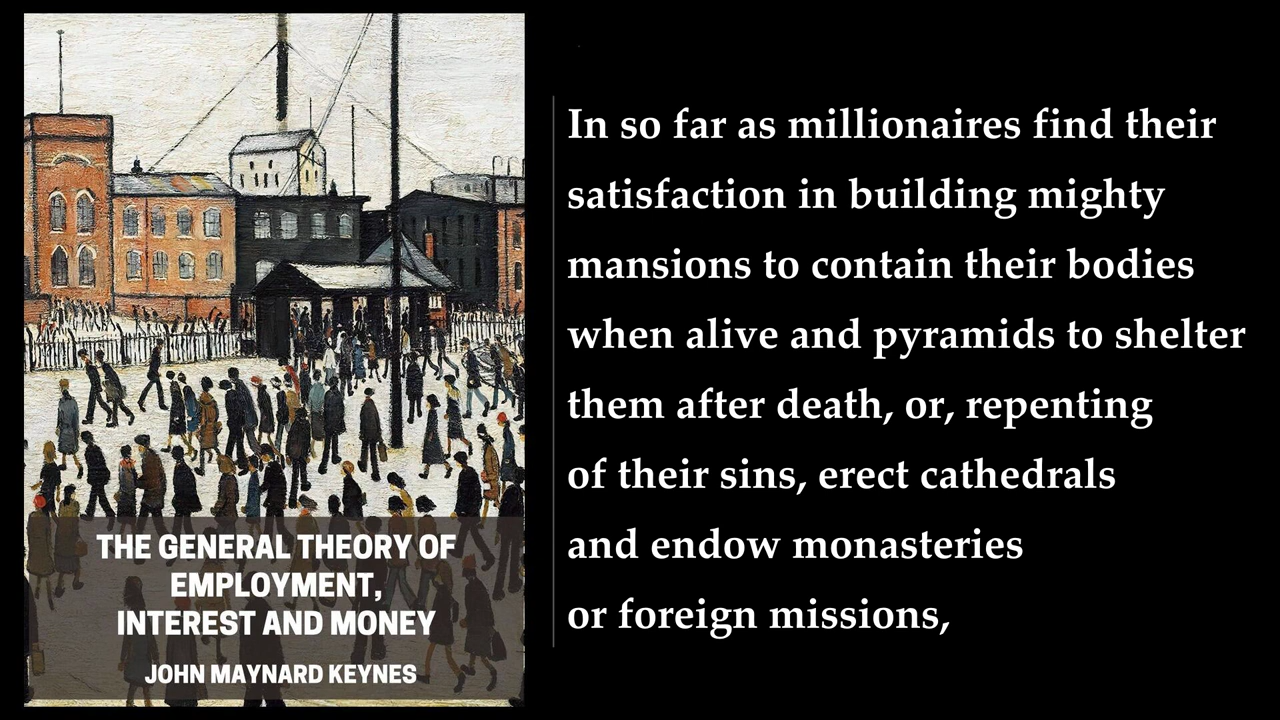 THE GENERAL THEORY OF
EMPLOYMENT,
INTEREST AND MONEY
JOHN MAYNARD KEYNES
In so far as millionaires find their
satisfaction in building mighty
mansions to contain their bodies
when alive and pyramids to shelter
them after death, or, repenting
of their sins, erect cathedrals
and endow monasteries
or foreign missions,